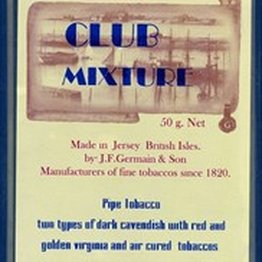 CLUB
MIXTURE
50 g. Net
Made in Jersey British Isles.
by J.F.Germain & Son
Manufacturers of fine tobaccos since 1820.
Pipe Tobacco
two types of dark cavendish with red and
golden virginia and air cured tobaccos